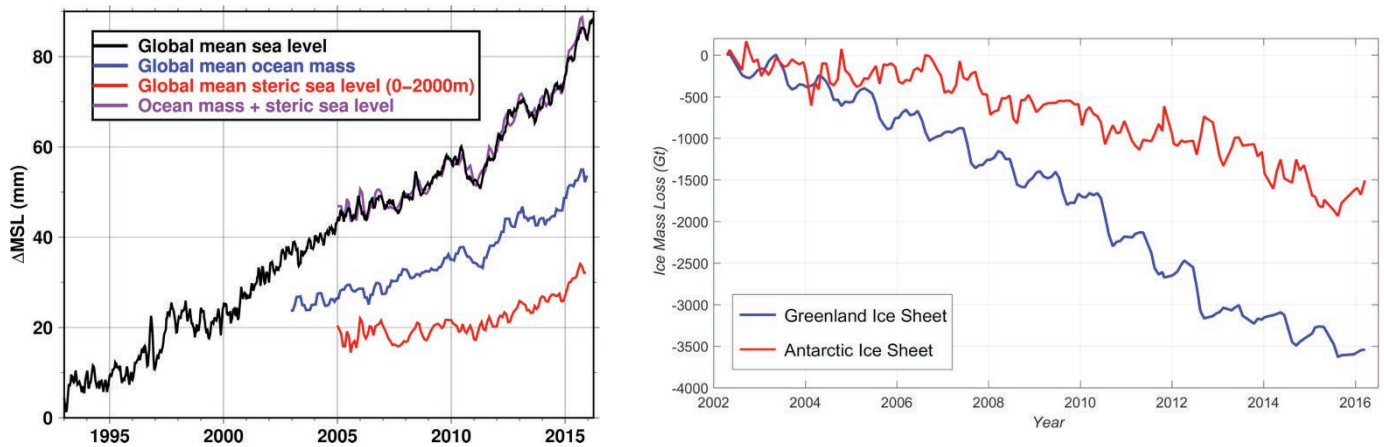 Global mean sea level
Global mean ocean mass
Global mean steric sea level (0–2000m)
Ocean mass + steric sea level
ΔMSL (mm)
80
60
40
20
0
1995 2000 2005 2010 2015
Ice Mass Loss (Gt)
0
-500
-1000
-1500
-2000
-2500
-3000
-3500
-4000
Greenland Ice Sheet
Antarctic Ice Sheet
2002 2004 2006 2008 2010 2012 2014 2016
Year